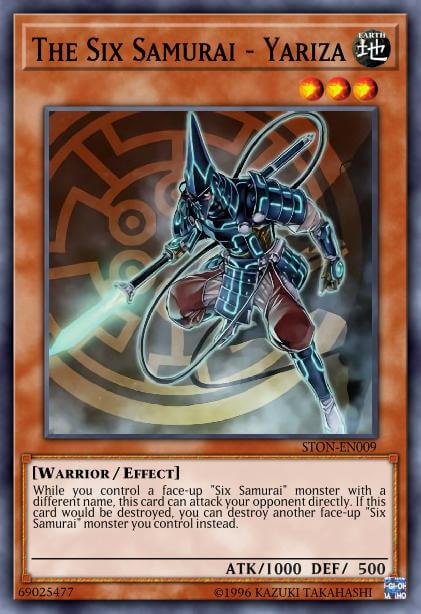 The Six Samurai - Yariza
EARTH
地
STON-EN009
[Warrior / Effect]
While you control a face-up "Six Samurai" monster with a
different name, this card can attack your opponent directly. If this
card would be destroyed, you can destroy another face-up "Six
Samurai" monster you control instead.
ATK/1000 DEF/ 500
69025477
©1996 KAZUKI TAKAHASHI